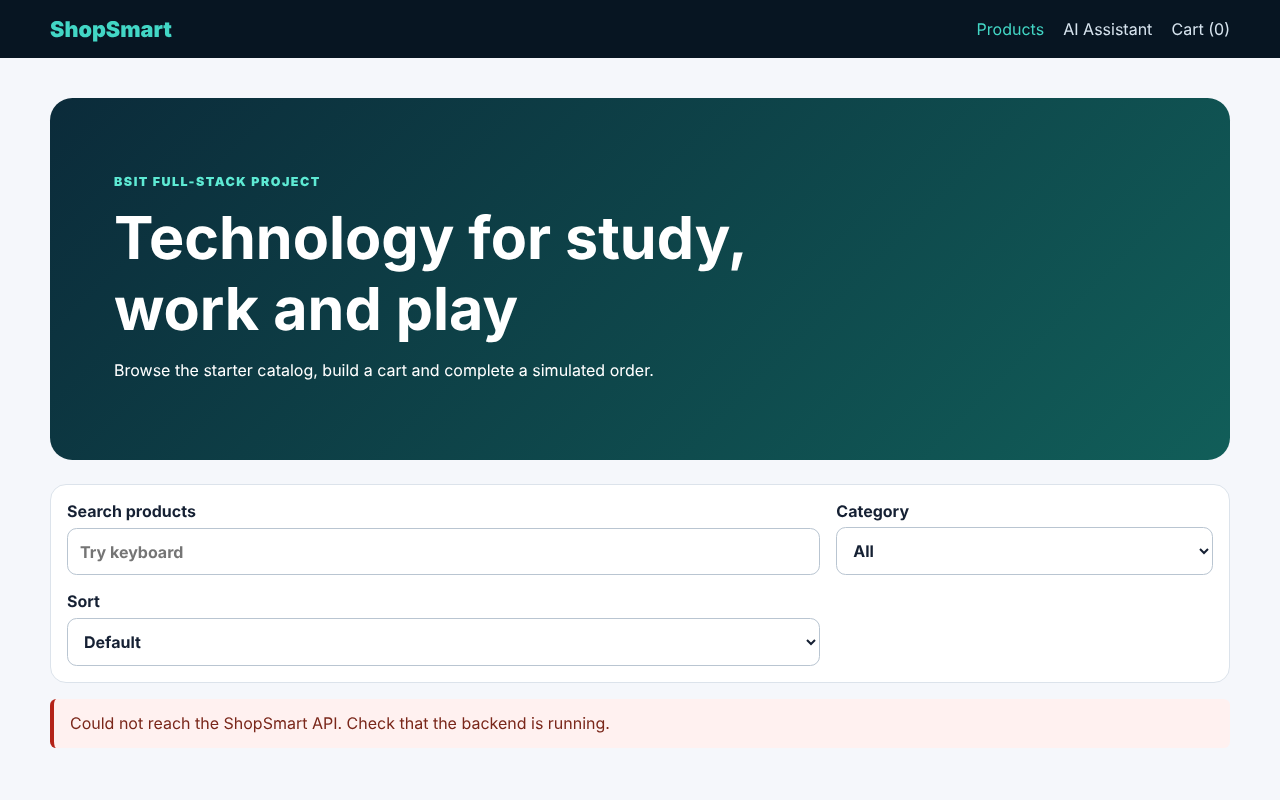 ShopSmart
Products
AI Assistant
Cart (0)
BSIT FULL-STACK PROJECT
Technology for study,
work and play
Browse the starter catalog, build a cart and complete a simulated order.
Search products
Try keyboard
Category
All
Sort
Default
Could not reach the ShopSmart API. Check that the backend is running.